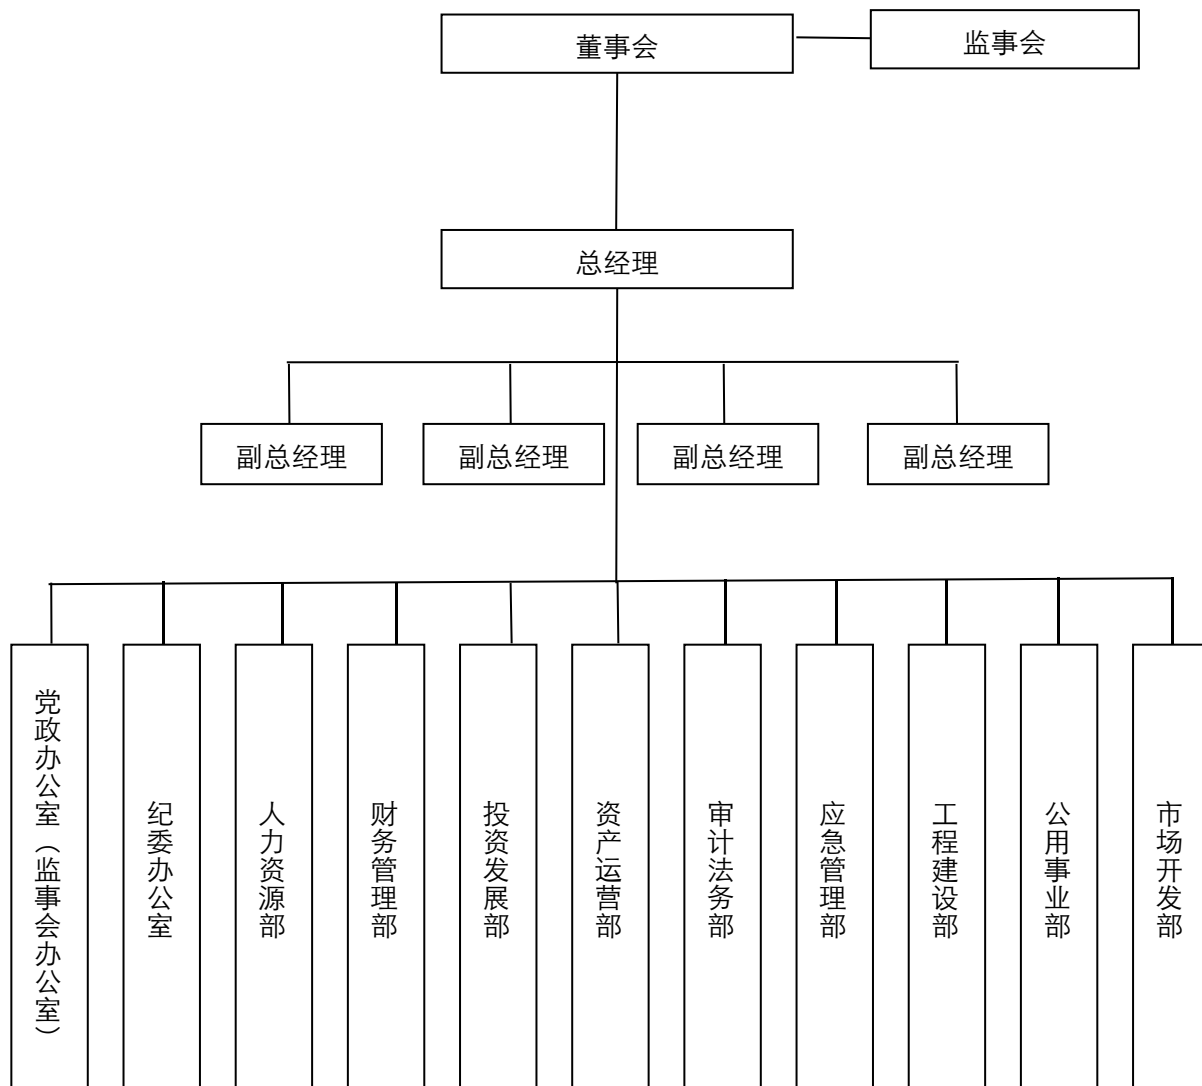 董事会
监事会
总经理
副总经理
副总经理
副总经理
副总经理
党政办公室（监事会办公室）
纪委办公室
人力资源部
财务管理部
投资发展部
资产运营部
审计法务部
应急管理部
工程建设部
公用事业部
市场开发部